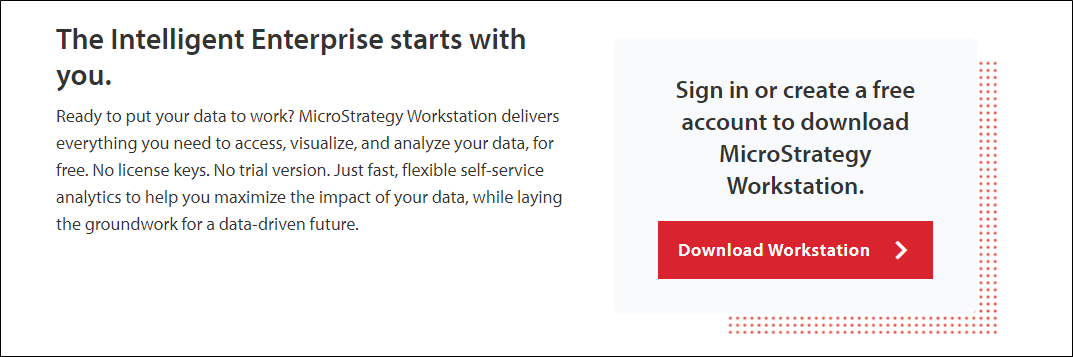 The Intelligent Enterprise starts with
you.
Ready to put your data to work? MicroStrategy Workstation delivers
everything you need to access, visualize, and analyze your data, for
free. No license keys. No trial version. Just fast, flexible self-service
analytics to help you maximize the impact of your data, while laying
the groundwork for a data-driven future.
Sign in or create a free
account to download
MicroStrategy
Workstation.
Download Workstation